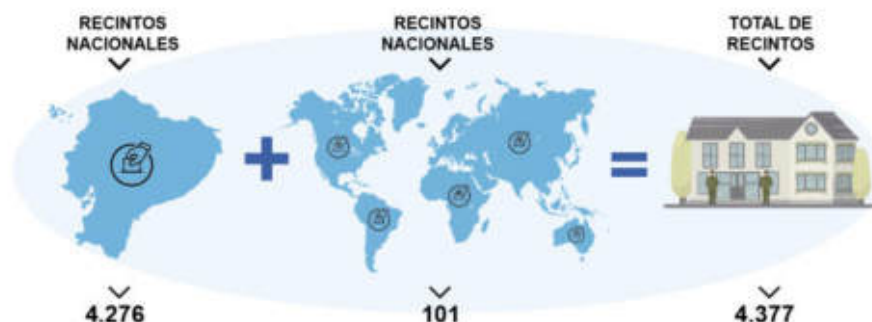 RECINTOS
NACIONALES
RECINTOS
NACIONALES
TOTAL DE
RECINTOS
4.276
101
4.377